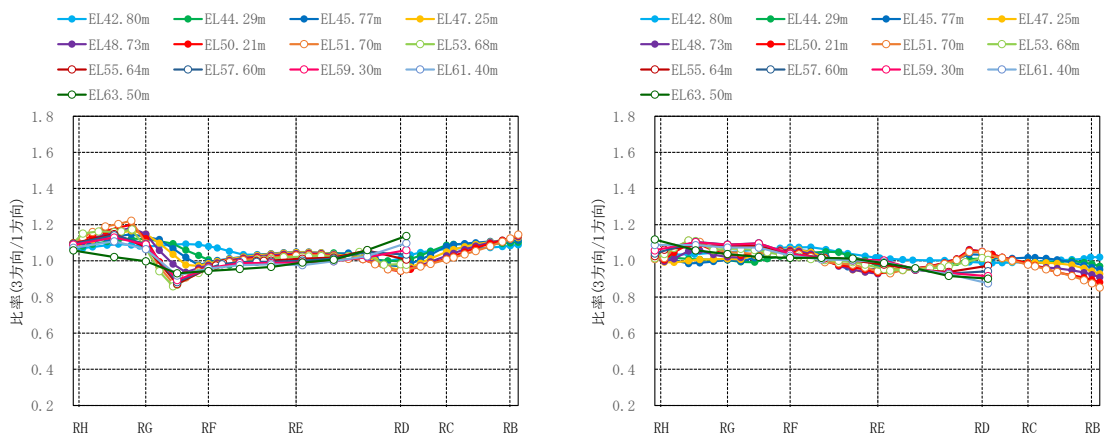 EL42.80m EL44.29m EL45.77m EL47.25m
EL48.73m EL50.21m EL51.70m EL53.68m
EL55.64m EL57.60m EL59.30m EL61.40m
EL63.50m
1.8
1.6
1.4
1.2
1.0
0.8
0.6
0.4
0.2
比率(3方向/1方向)
RH RG RF RE RD RC RB
EL42.80m EL44.29m EL45.77m EL47.25m
EL48.73m EL50.21m EL51.70m EL53.68m
EL55.64m EL57.60m EL59.30m EL61.40m
EL63.50m
1.8
1.6
1.4
1.2
1.0
0.8
0.6
0.4
0.2
比率(3方向/1方向)
RH RG RF RE RD RC RB